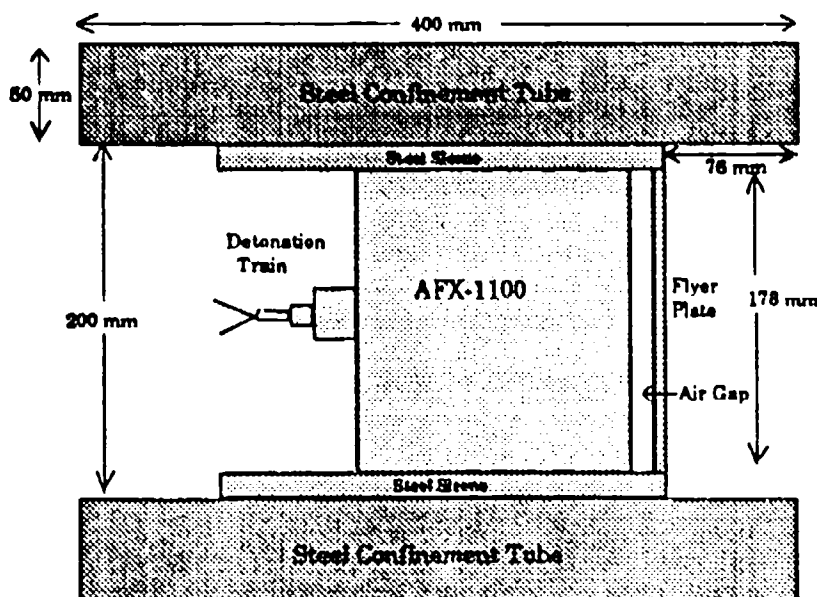 400 mm
50 mm
Steel Confinement Tube
Steel Sleeve
76 mm
Detonation
Train
AFX-1100
Flyer
Plate
178 mm
200 mm
Air Gap
Steel Sleeve
Steel Confinement Tube